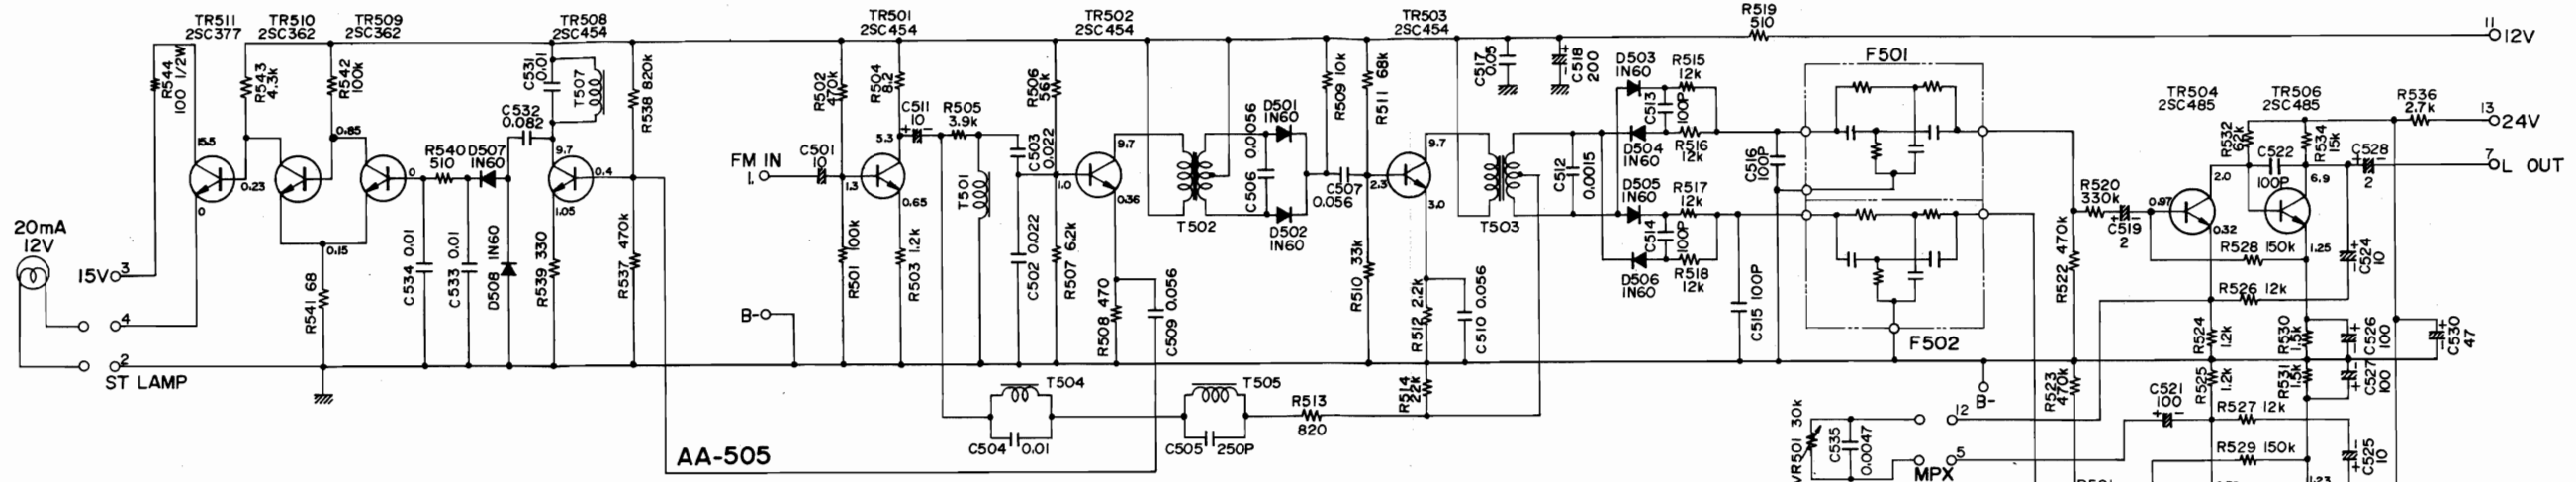 TR511
2SC377
TR510
2SC362
TR509
2SC362
TR508
2SC454
TR501
2SC454
TR502
2SC454
TR503
2SC454
R519
510
11
12V
R544
100 1/2W
R543
4.3k
R542
100k
C531
0.01
T507
C532
0.082
R538 820k
R502
470k
R504
8.2
C511
10
+ -
R505
3.9k
R506
56k
C503
0.022
C506 0.0056
D501
IN60
R509 10k
R511 68k
C517
0.05
C518
200
D503
IN60
R515
12k
C513
100P
F501
TR504
2SC485
TR506
2SC485
R536
2.7k
13
24V
15.5
0.85
9.7
5.3
9.7
9.7
D504
IN60
R516
12k
C516
100P
R532
62k
R534
15k
C522
100P
C528
2
7
L OUT
0.23
0
R540
510
D507
IN60
0.4
FM IN
1.
C501
10
1.3
T501
1.0
C507
0.056
2.3
C512
0.0015
D505
IN60
R517
12k
R520
330k
2.0
6.9
0
1.05
0.65
0.36
T502
D502
IN60
3.0
T503
C514
100P
C519
2
0.97
0.32
1.25
20mA
12V
0.15
15V
3
R541 68
C534 0.01
C533 0.01
D508 IN60
R539 330
R537 470k
R501 100k
R503 1.2k
C502 0.022
R507 6.2k
R508 470
C509 0.056
R510 33k
R512 2.2k
C510 0.056
D506
IN60
R518
12k
C515 100P
R522 470k
R528 150k
C524
10
R526 12k
4
B-
F502
R524
1.2k
R530
1.5k
C526
100
C530
47
2
ST LAMP
T504
C504 0.01
T505
C505 250P
R513
820
R514
22k
B-
R523
470k
R525
1.2k
R531
1.5k
C527
100
C521
100
+ -
R527 12k
R529 150k
C525
10
AA-505
VR501 30k
C535
0.0047
12
5
MPX
1.23